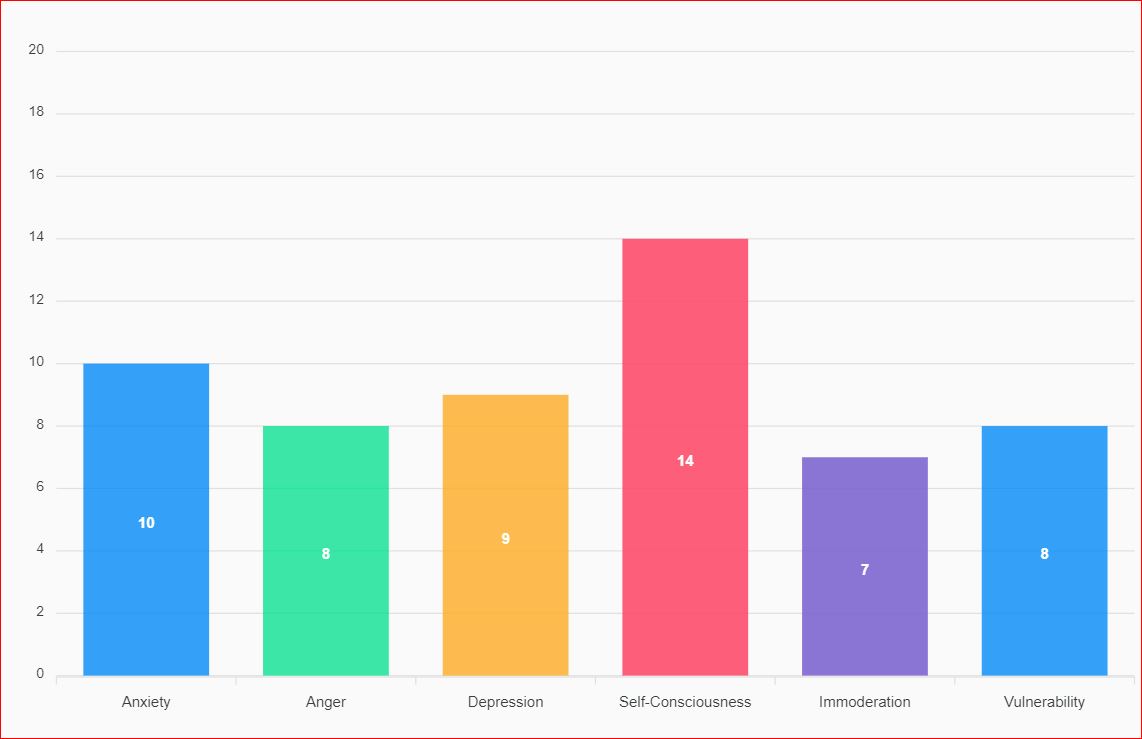 20
18
16
14
12
10
8
6
4
2
0
10
8
9
14
7
8
Anxiety
Anger
Depression
Self-Consciousness
Immoderation
Vulnerability